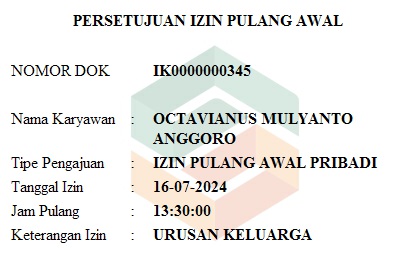 PERSETUJUAN IZIN PULANG AWAL
NOMOR DOK IK0000000345
Nama Karyawan : OCTAVIANUS MULYANTO
ANGGORO
Tipe Pengajuan : IZIN PULANG AWAL PRIBADI
Tanggal Izin : 16-07-2024
Jam Pulang : 13:30:00
Keterangan Izin : URUSAN KELUARGA